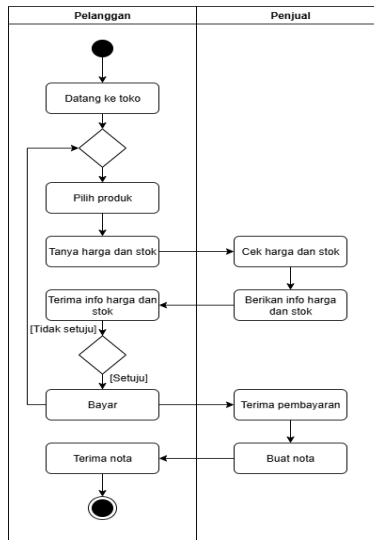 Pelanggan
Penjual
Datang ke toko
Pilih produk
Tanya harga dan stok
Cek harga dan stok
Terima info harga dan
stok
Berikan info harga
dan stok
[Tidak setuju]
[Setuju]
Bayar
Terima pembayaran
Terima nota
Buat nota